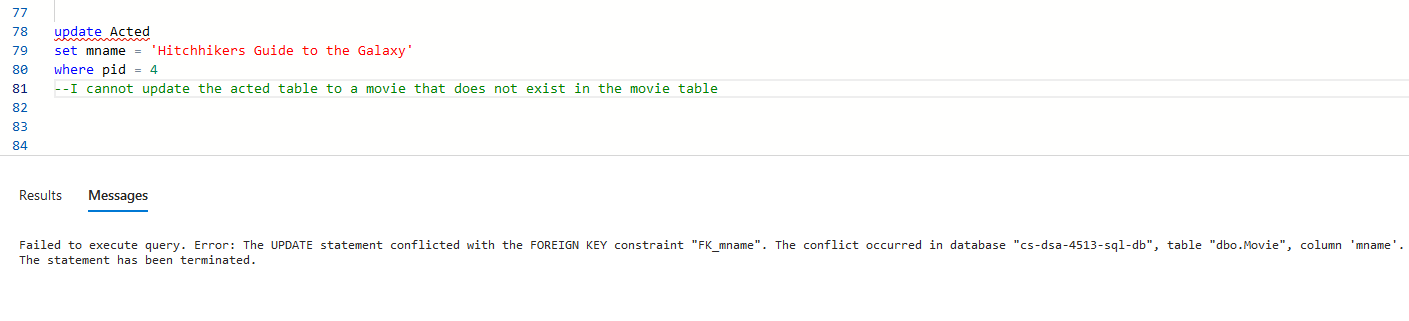 77
78 update Acted
79 set mname = 'Hitchhikers Guide to the Galaxy'
80 where pid = 4
81 --I cannot update the acted table to a movie that does not exist in the movie table
82
83
84
Results Messages
Failed to execute query. Error: The UPDATE statement conflicted with the FOREIGN KEY constraint "FK_mname". The conflict occurred in database "cs-dsa-4513-sql-db", table "dbo.Movie", column 'mname'.
The statement has been terminated.